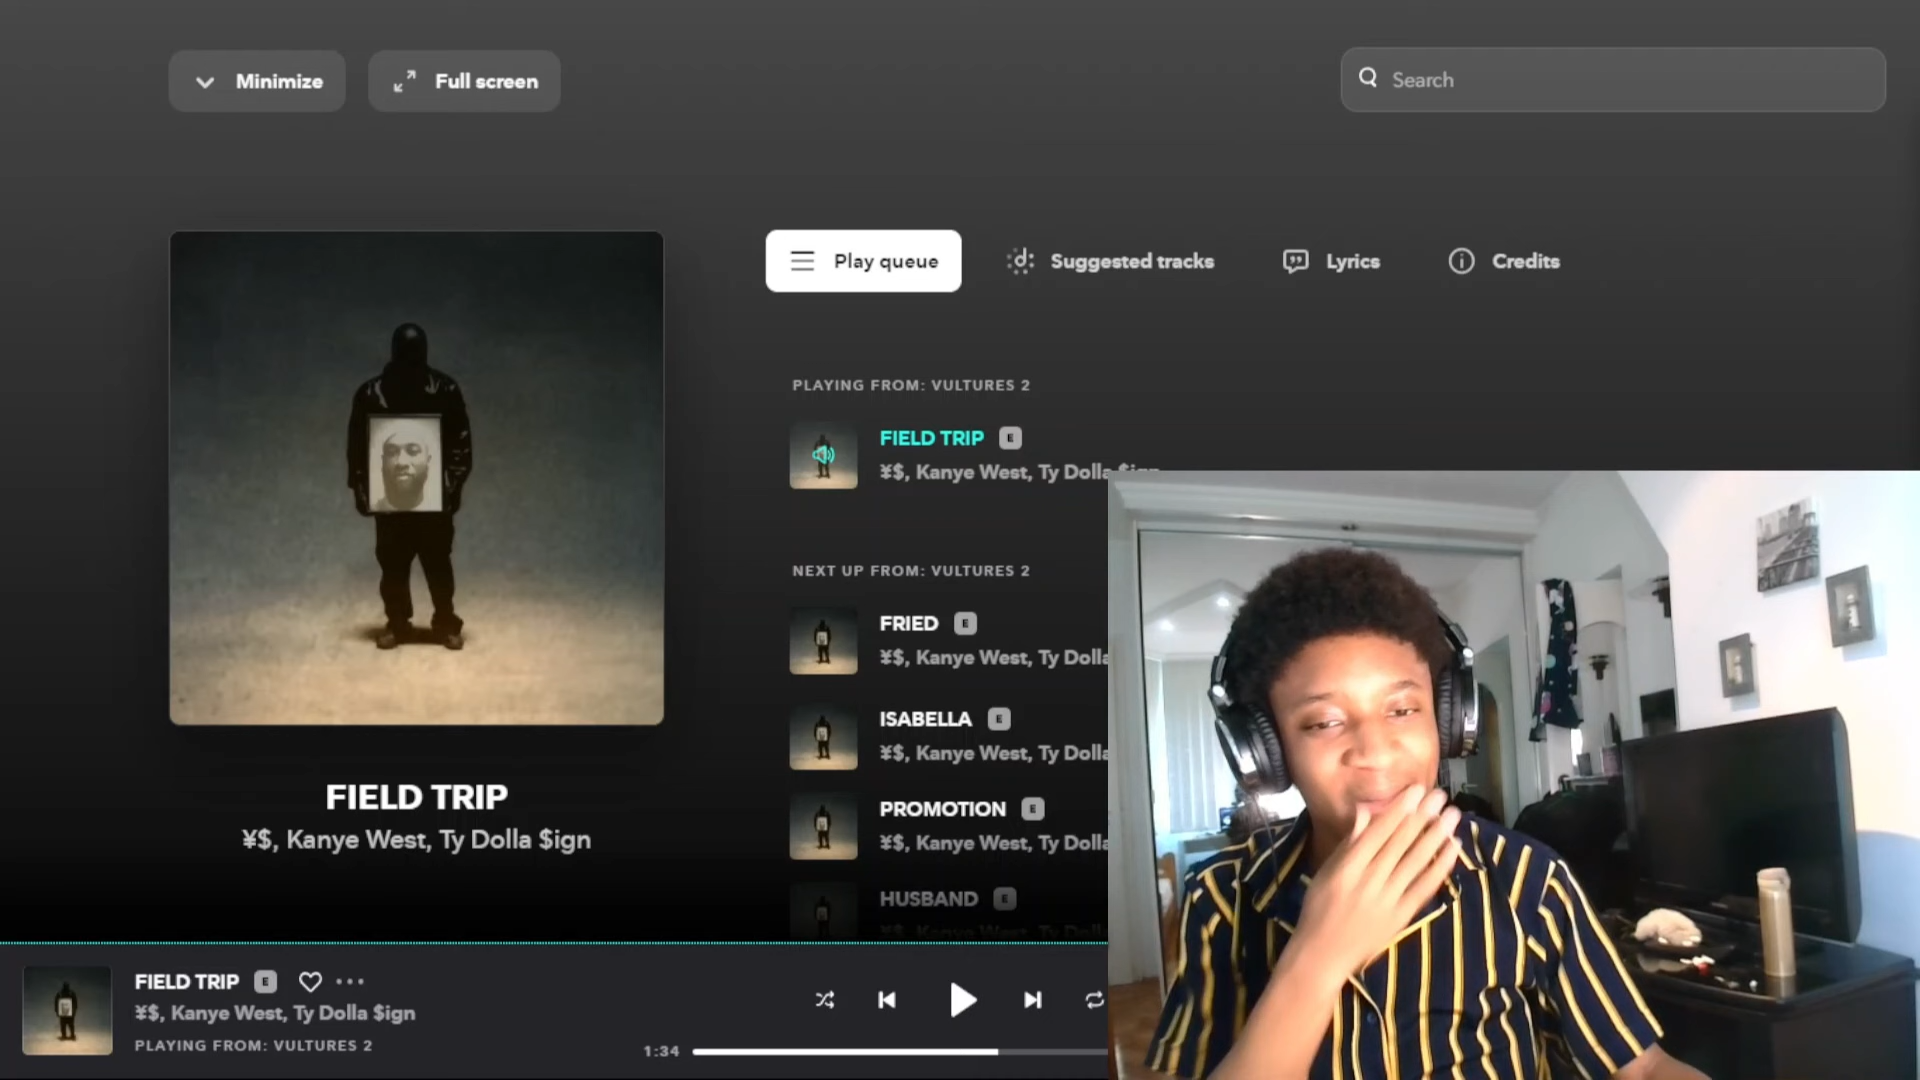 Minimize
Full screen
Search
Play queue
Suggested tracks
Lyrics
Credits
PLAYING FROM: VULTURES 2
FIELD TRIP E
¥$, Kanye West, Ty Dolla $ign
NEXT UP FROM: VULTURES 2
FRIED E
¥$, Kanye West, Ty Dolla
ISABELLA E
¥$, Kanye West, Ty Dolla
PROMOTION E
¥$, Kanye West, Ty Dolla
HUSBAND E
FIELD TRIP
¥$, Kanye West, Ty Dolla $ign
FIELD TRIP E
¥$, Kanye West, Ty Dolla $ign
PLAYING FROM: VULTURES 2
1:34